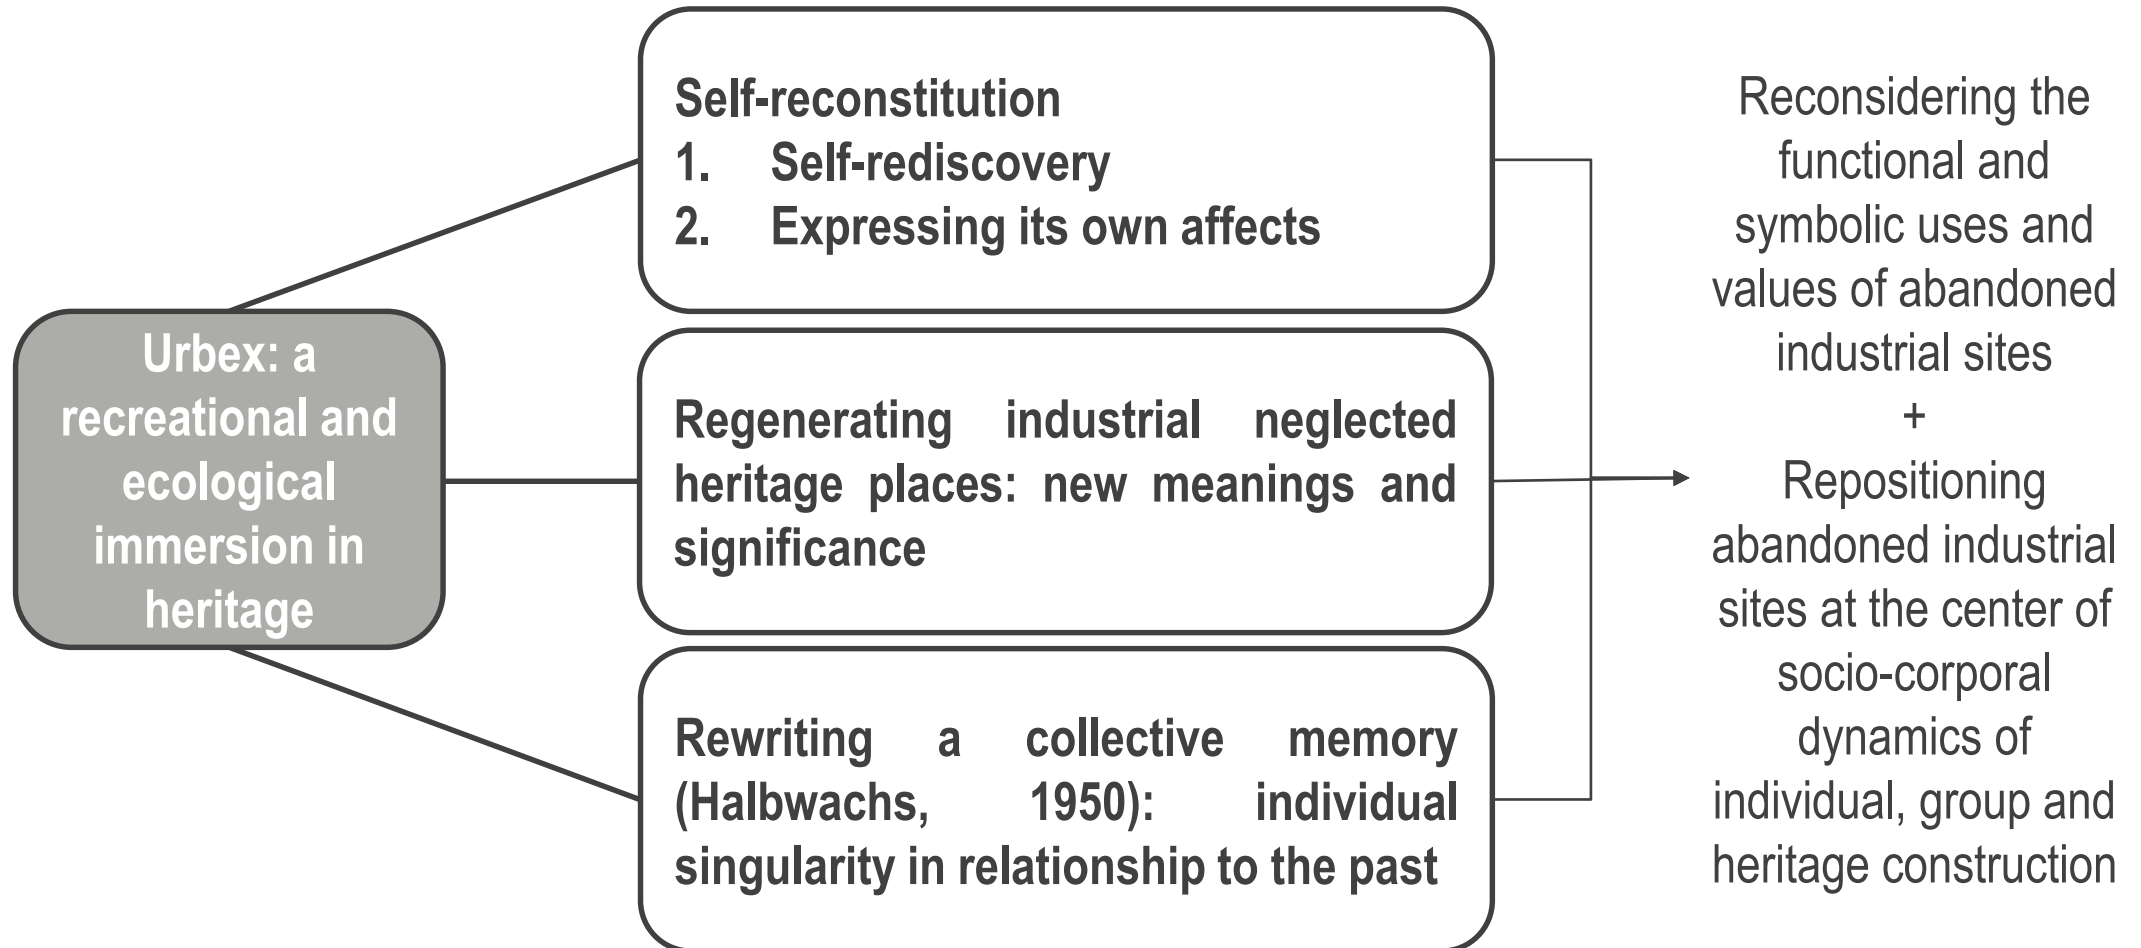 Urbex: a
recreational and
ecological
immersion in
heritage
Self-reconstitution
1. Self-rediscovery
2. Expressing its own affects
Regenerating industrial neglected
heritage places: new meanings and
significance
Rewriting a collective memory
(Halbwachs, 1950): individual
singularity in relationship to the past
Reconsidering the
functional and
symbolic uses and
values of abandoned
industrial sites
+
Repositioning
abandoned industrial
sites at the center of
socio-corporal
dynamics of
individual, group and
heritage construction